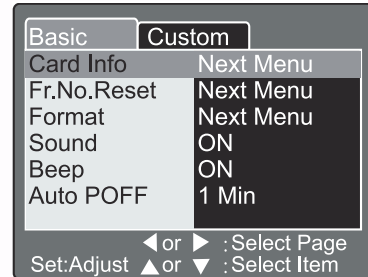 Basic Custom
Card Info Next Menu
Fr.No.Reset Next Menu
Format Next Menu
Sound ON
Beep ON
Auto POFF 1 Min
◀ or ▶ :Select Page
Set:Adjust ▲ or ▼ :Select Item